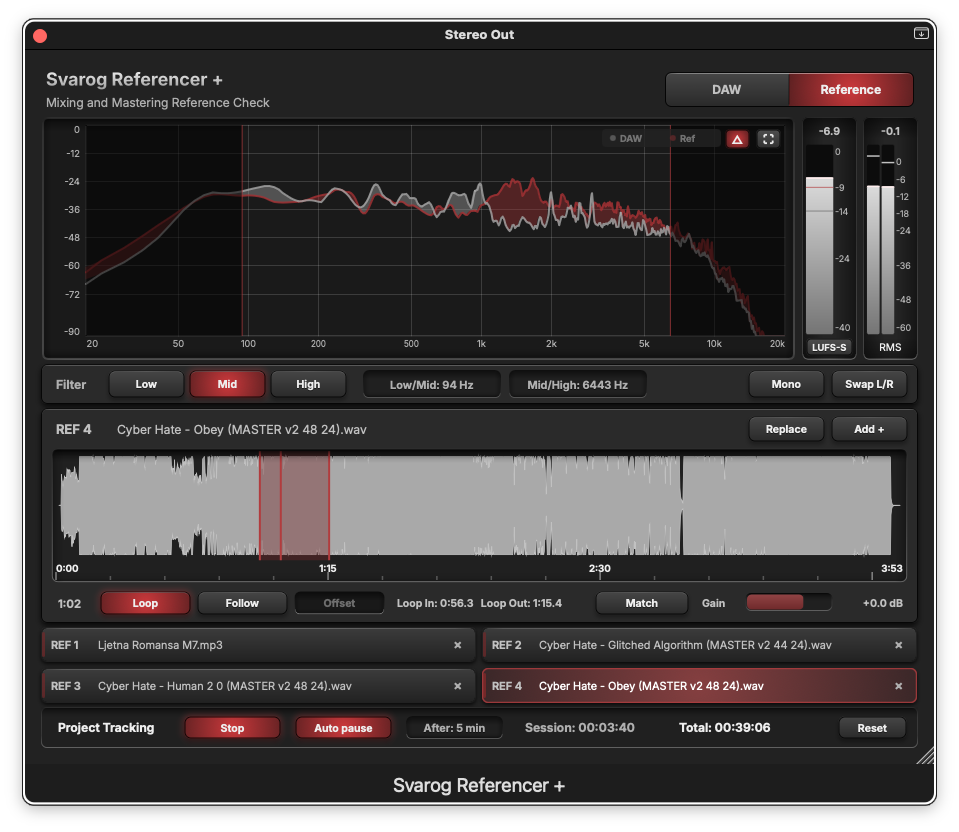 Stereo Out
Svarog Referencer +
Mixing and Mastering Reference Check
DAW Reference
DAW Ref
0
-12
-24
-36
-48
-60
-72
-90
20 50 100 200 500 1k 2k 5k 10k 20k
-6.9
0
-9
-14
-24
-40
LUFS-S
-0.1
0
-6
-12
-18
-24
-36
-48
-60
RMS
Filter Low Mid High Low/Mid: 94 Hz Mid/High: 6443 Hz Mono Swap L/R
REF 4 Cyber Hate - Obey (MASTER v2 48 24).wav Replace Add +
0:00 1:15 2:30 3:53
1:02 Loop Follow Offset Loop In: 0:56.3 Loop Out: 1:15.4 Match Gain +0.0 dB
REF 1 Ljetna Romansa M7.mp3 ×
REF 2 Cyber Hate - Glitched Algorithm (MASTER v2 44 24).wav ×
REF 3 Cyber Hate - Human 2 0 (MASTER v2 48 24).wav ×
REF 4 Cyber Hate - Obey (MASTER v2 48 24).wav ×
Project Tracking Stop Auto pause After: 5 min Session: 00:03:40 Total: 00:39:06 Reset
Svarog Referencer +